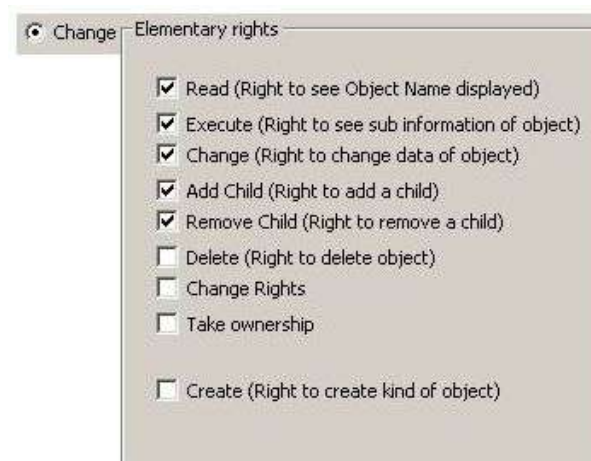 Change
Elementary rights
Read (Right to see Object Name displayed)
Execute (Right to see sub information of object)
Change (Right to change data of object)
Add Child (Right to add a child)
Remove Child (Right to remove a child)
Delete (Right to delete object)
Change Rights
Take ownership
Create (Right to create kind of object)